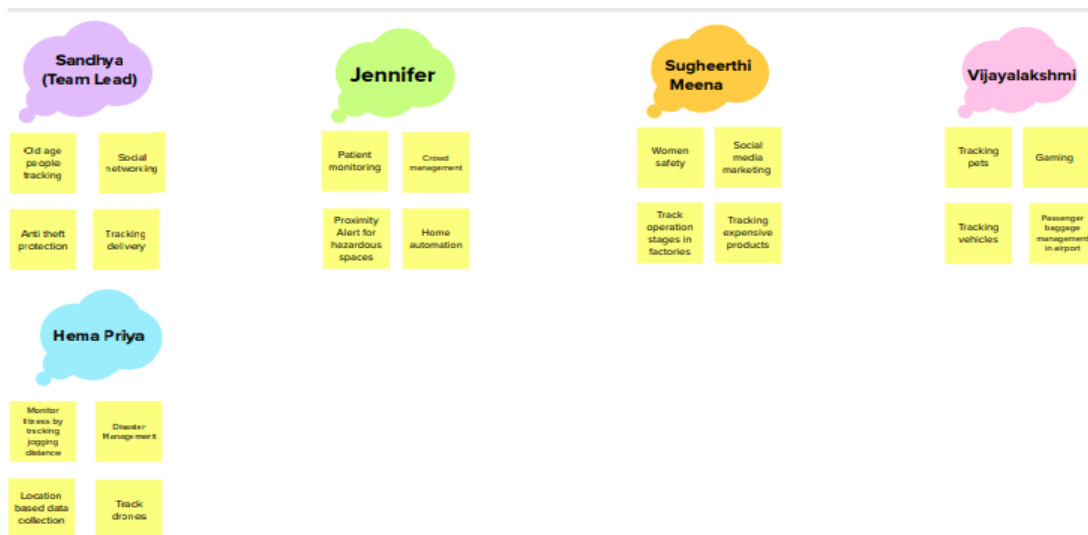 Sandhya
(Team Lead)
Jennifer
Sugheerthi
Meena
Vijayalakshmi
Old age
people
tracking
Social
networking
Patient
monitoring
Crowd
management
Women
safety
Social
media
marketing
Tracking
pets
Gaming
Anti theft
protection
Tracking
delivery
Proximity
Alert for
hazardous
spaces
Home
automation
Track
operation
stages in
factories
Tracking
expensive
products
Tracking
vehicles
Passenger
baggage
management
in airport
Hema Priya
Monitor
fitness by
tracking
jogging
distance
Disaster
Management
Location
based data
collection
Track
drones